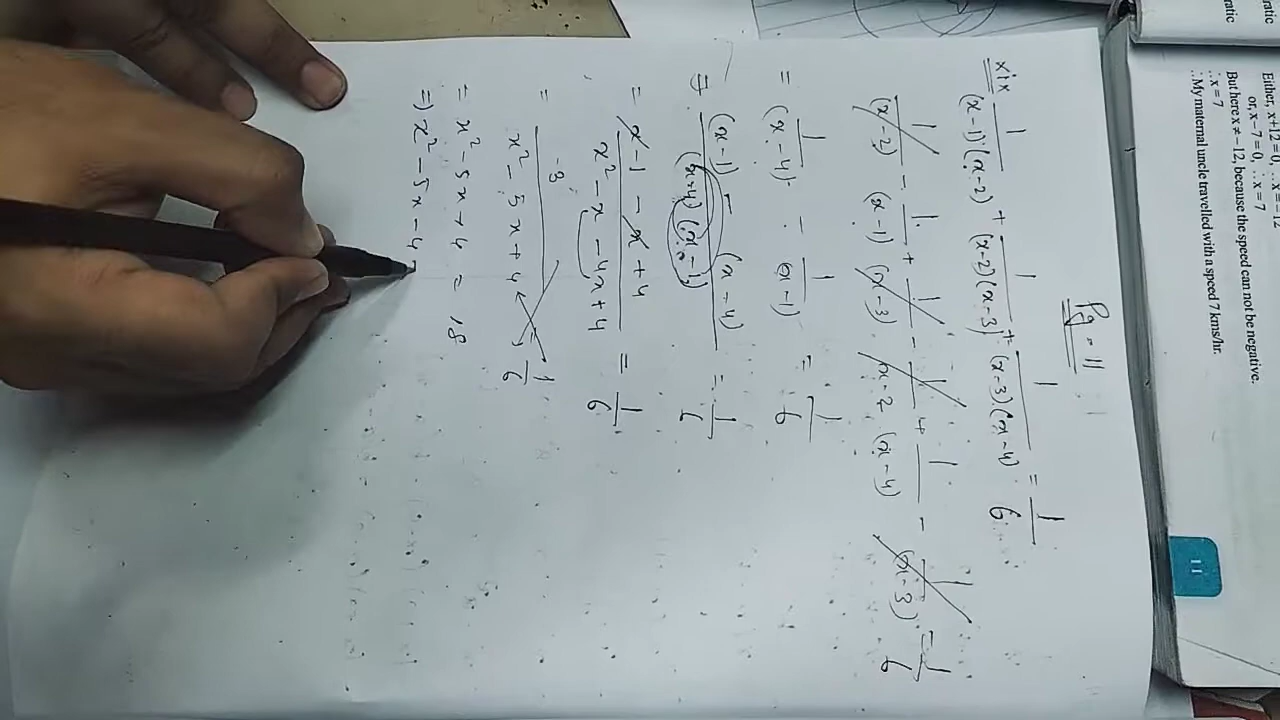 ratic
ratic
Either, x+12 = 0, ∴ x = -12
or, x - 7 = 0, ∴ x = 7
But here x ≠ -12, because the speed can not be negative.
∴ x = 7
∴ My maternal uncle travelled with a speed 7 kms/hr.
11
Pg - 11
xix 1/(x-1)(x-2) + 1/(x-2)(x-3) + 1/(x-3)(x-4) = 1/6
1/(x-2) - 1/(x-1) + 1/(x-3) - 1/x-2 + 1/(x-4) - 1/(x-3) = 1/6
= 1/(x-4) - 1/(x-1) = 1/6
⇒ (x-1) - (x-4)/(x-4)(x-1) = 1/6
= x-1-x+4/x²-x-4x+4 = 1/6
= 3/x²-5x+4 = 1/6
= x²-5x+4 = 18
⇒ x²-5x-4